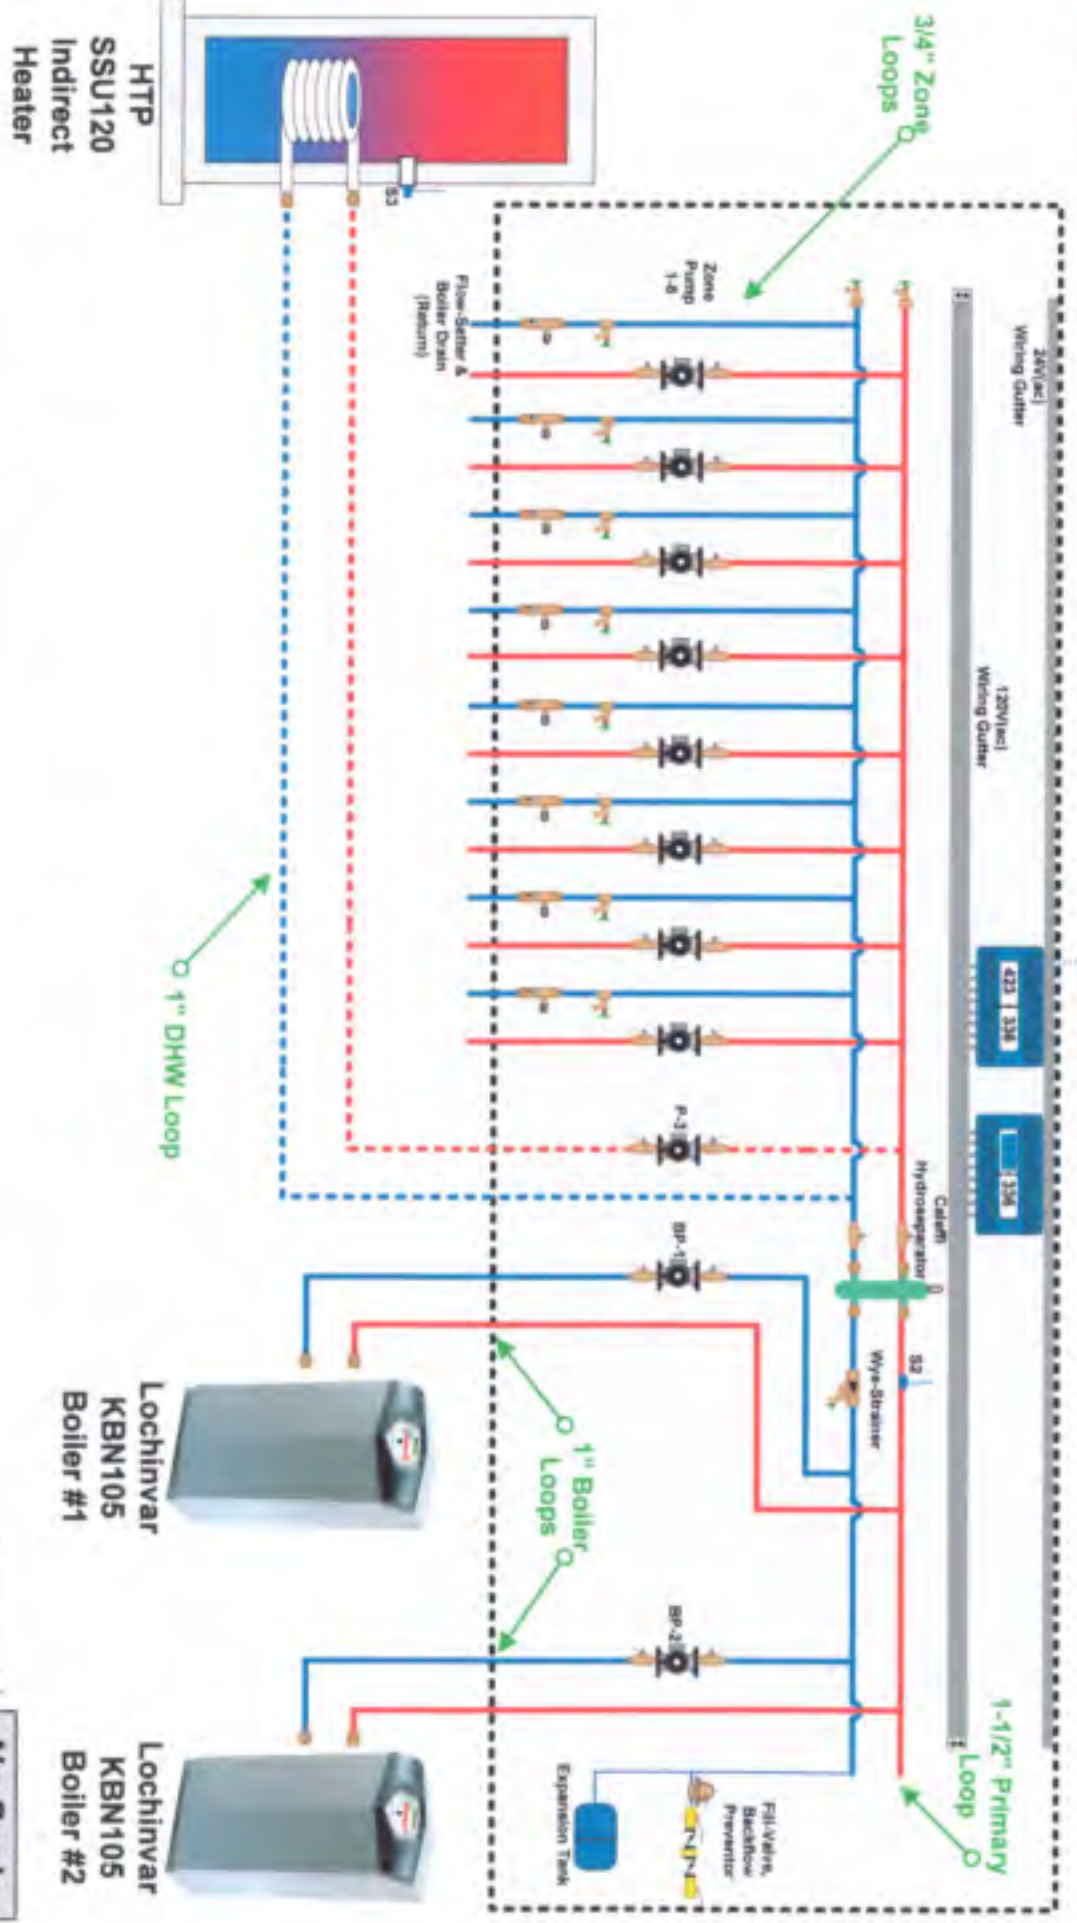 24V(ac)
Wiring Gutter
120V(ac)
Wiring Gutter
423
336
336
1-1/2" Primary
Loop
3/4" Zone
Loops
Zone
Pump
1-8
Flow-Setter &
Boiler Drain
(Return)
Caleffi
Hydroseparator
S2
Wye-Strainer
P-3
BP-1
BP-2
Fill-Valve,
Backflow
Preventor
Expansion Tank
1" Boiler
Loops
1" DHW Loop
S3
HTP
SSU120
Indirect
Heater
Lochinvar
KBN105
Boiler #1
Lochinvar
KBN105
Boiler #2